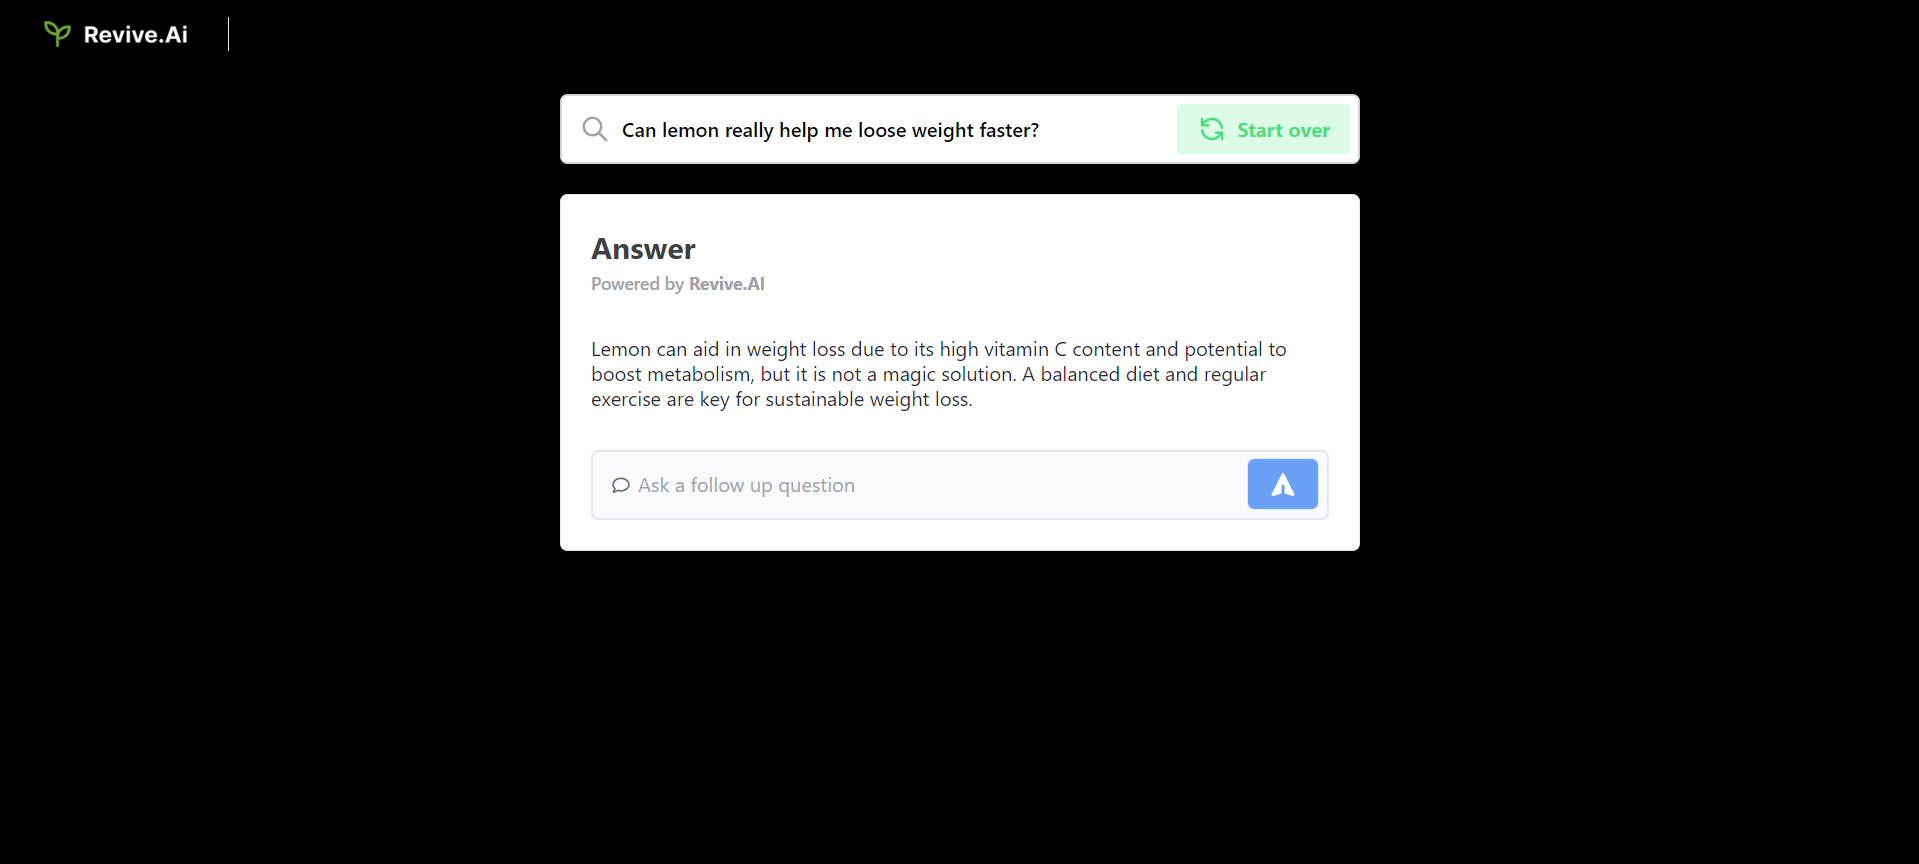 Revive.Ai
Can lemon really help me loose weight faster?
Start over
Answer
Powered by Revive.AI
Lemon can aid in weight loss due to its high vitamin C content and potential to
boost metabolism, but it is not a magic solution. A balanced diet and regular
exercise are key for sustainable weight loss.
Ask a follow up question